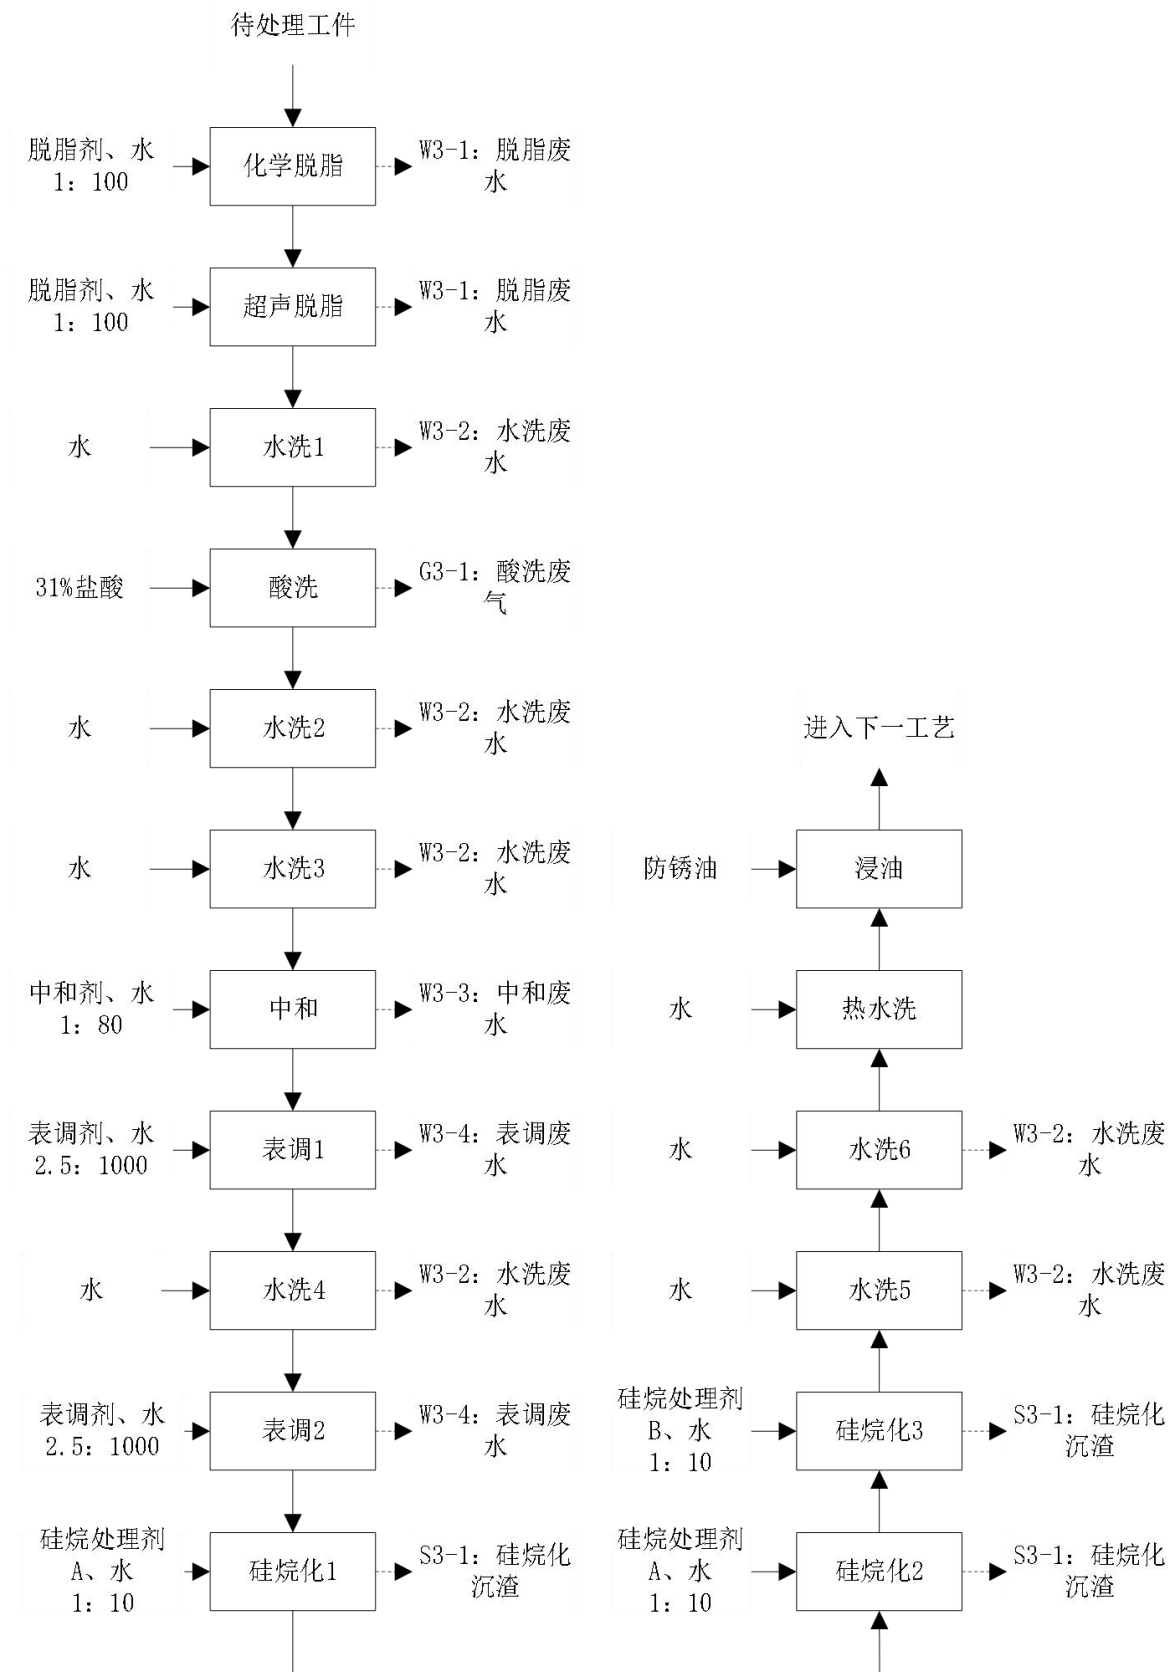 待处理工件
脱脂剂、水
1：100
化学脱脂
W3-1：脱脂废
水
脱脂剂、水
1：100
超声脱脂
W3-1：脱脂废
水
水
水洗1
W3-2：水洗废
水
31%盐酸
酸洗
G3-1：酸洗废
气
水
水洗2
W3-2：水洗废
水
水
水洗3
W3-2：水洗废
水
中和剂、水
1：80
中和
W3-3：中和废
水
表调剂、水
2.5：1000
表调1
W3-4：表调废
水
水
水洗4
W3-2：水洗废
水
表调剂、水
2.5：1000
表调2
W3-4：表调废
水
硅烷处理剂
A、水
1：10
硅烷化1
S3-1：硅烷化
沉渣
进入下一工艺
防锈油
浸油
水
热水洗
水
水洗6
W3-2：水洗废
水
水
水洗5
W3-2：水洗废
水
硅烷处理剂
B、水
1：10
硅烷化3
S3-1：硅烷化
沉渣
硅烷处理剂
A、水
1：10
硅烷化2
S3-1：硅烷化
沉渣